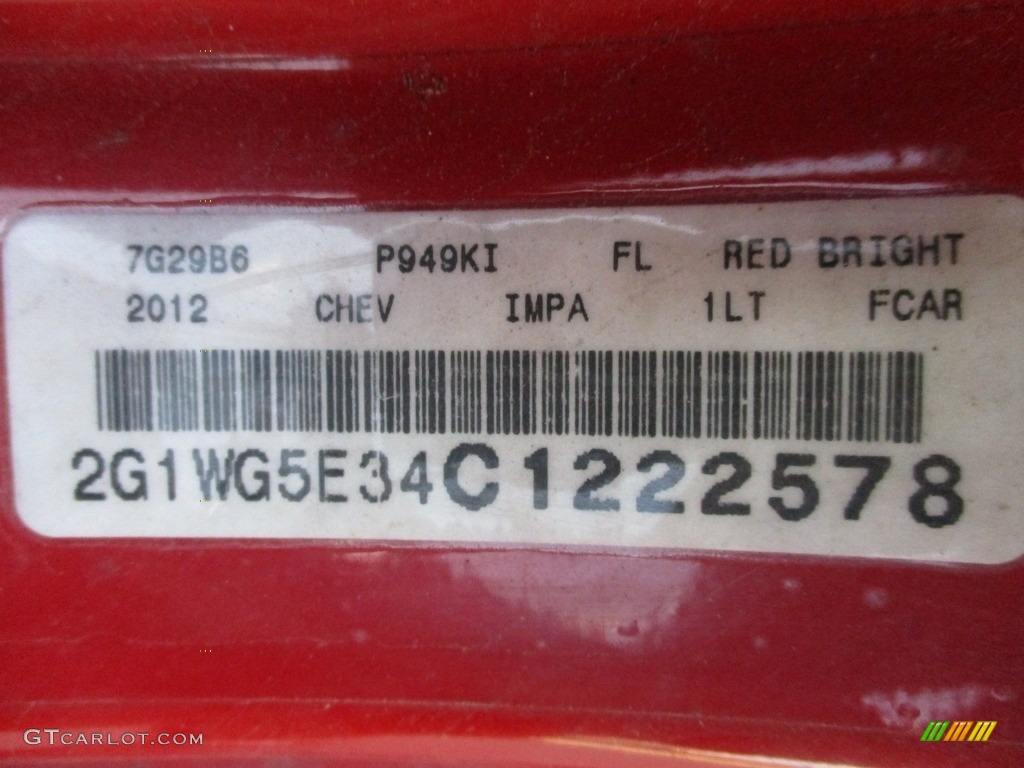 7G29B6 P949KI FL RED BRIGHT
2012 CHEV IMPA 1LT FCAR
2G1WG5E34C1222578
GTCARLOT.COM